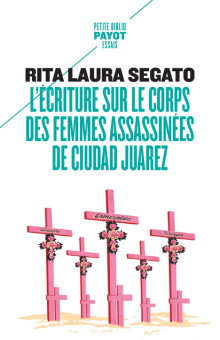 PETITE BIBLIO
PAYOT
ESSAIS
RITA LAURA SEGATO
L'ÉCRITURE SUR LE CORPS
DES FEMMES ASSASSINÉES
DE CIUDAD JUAREZ